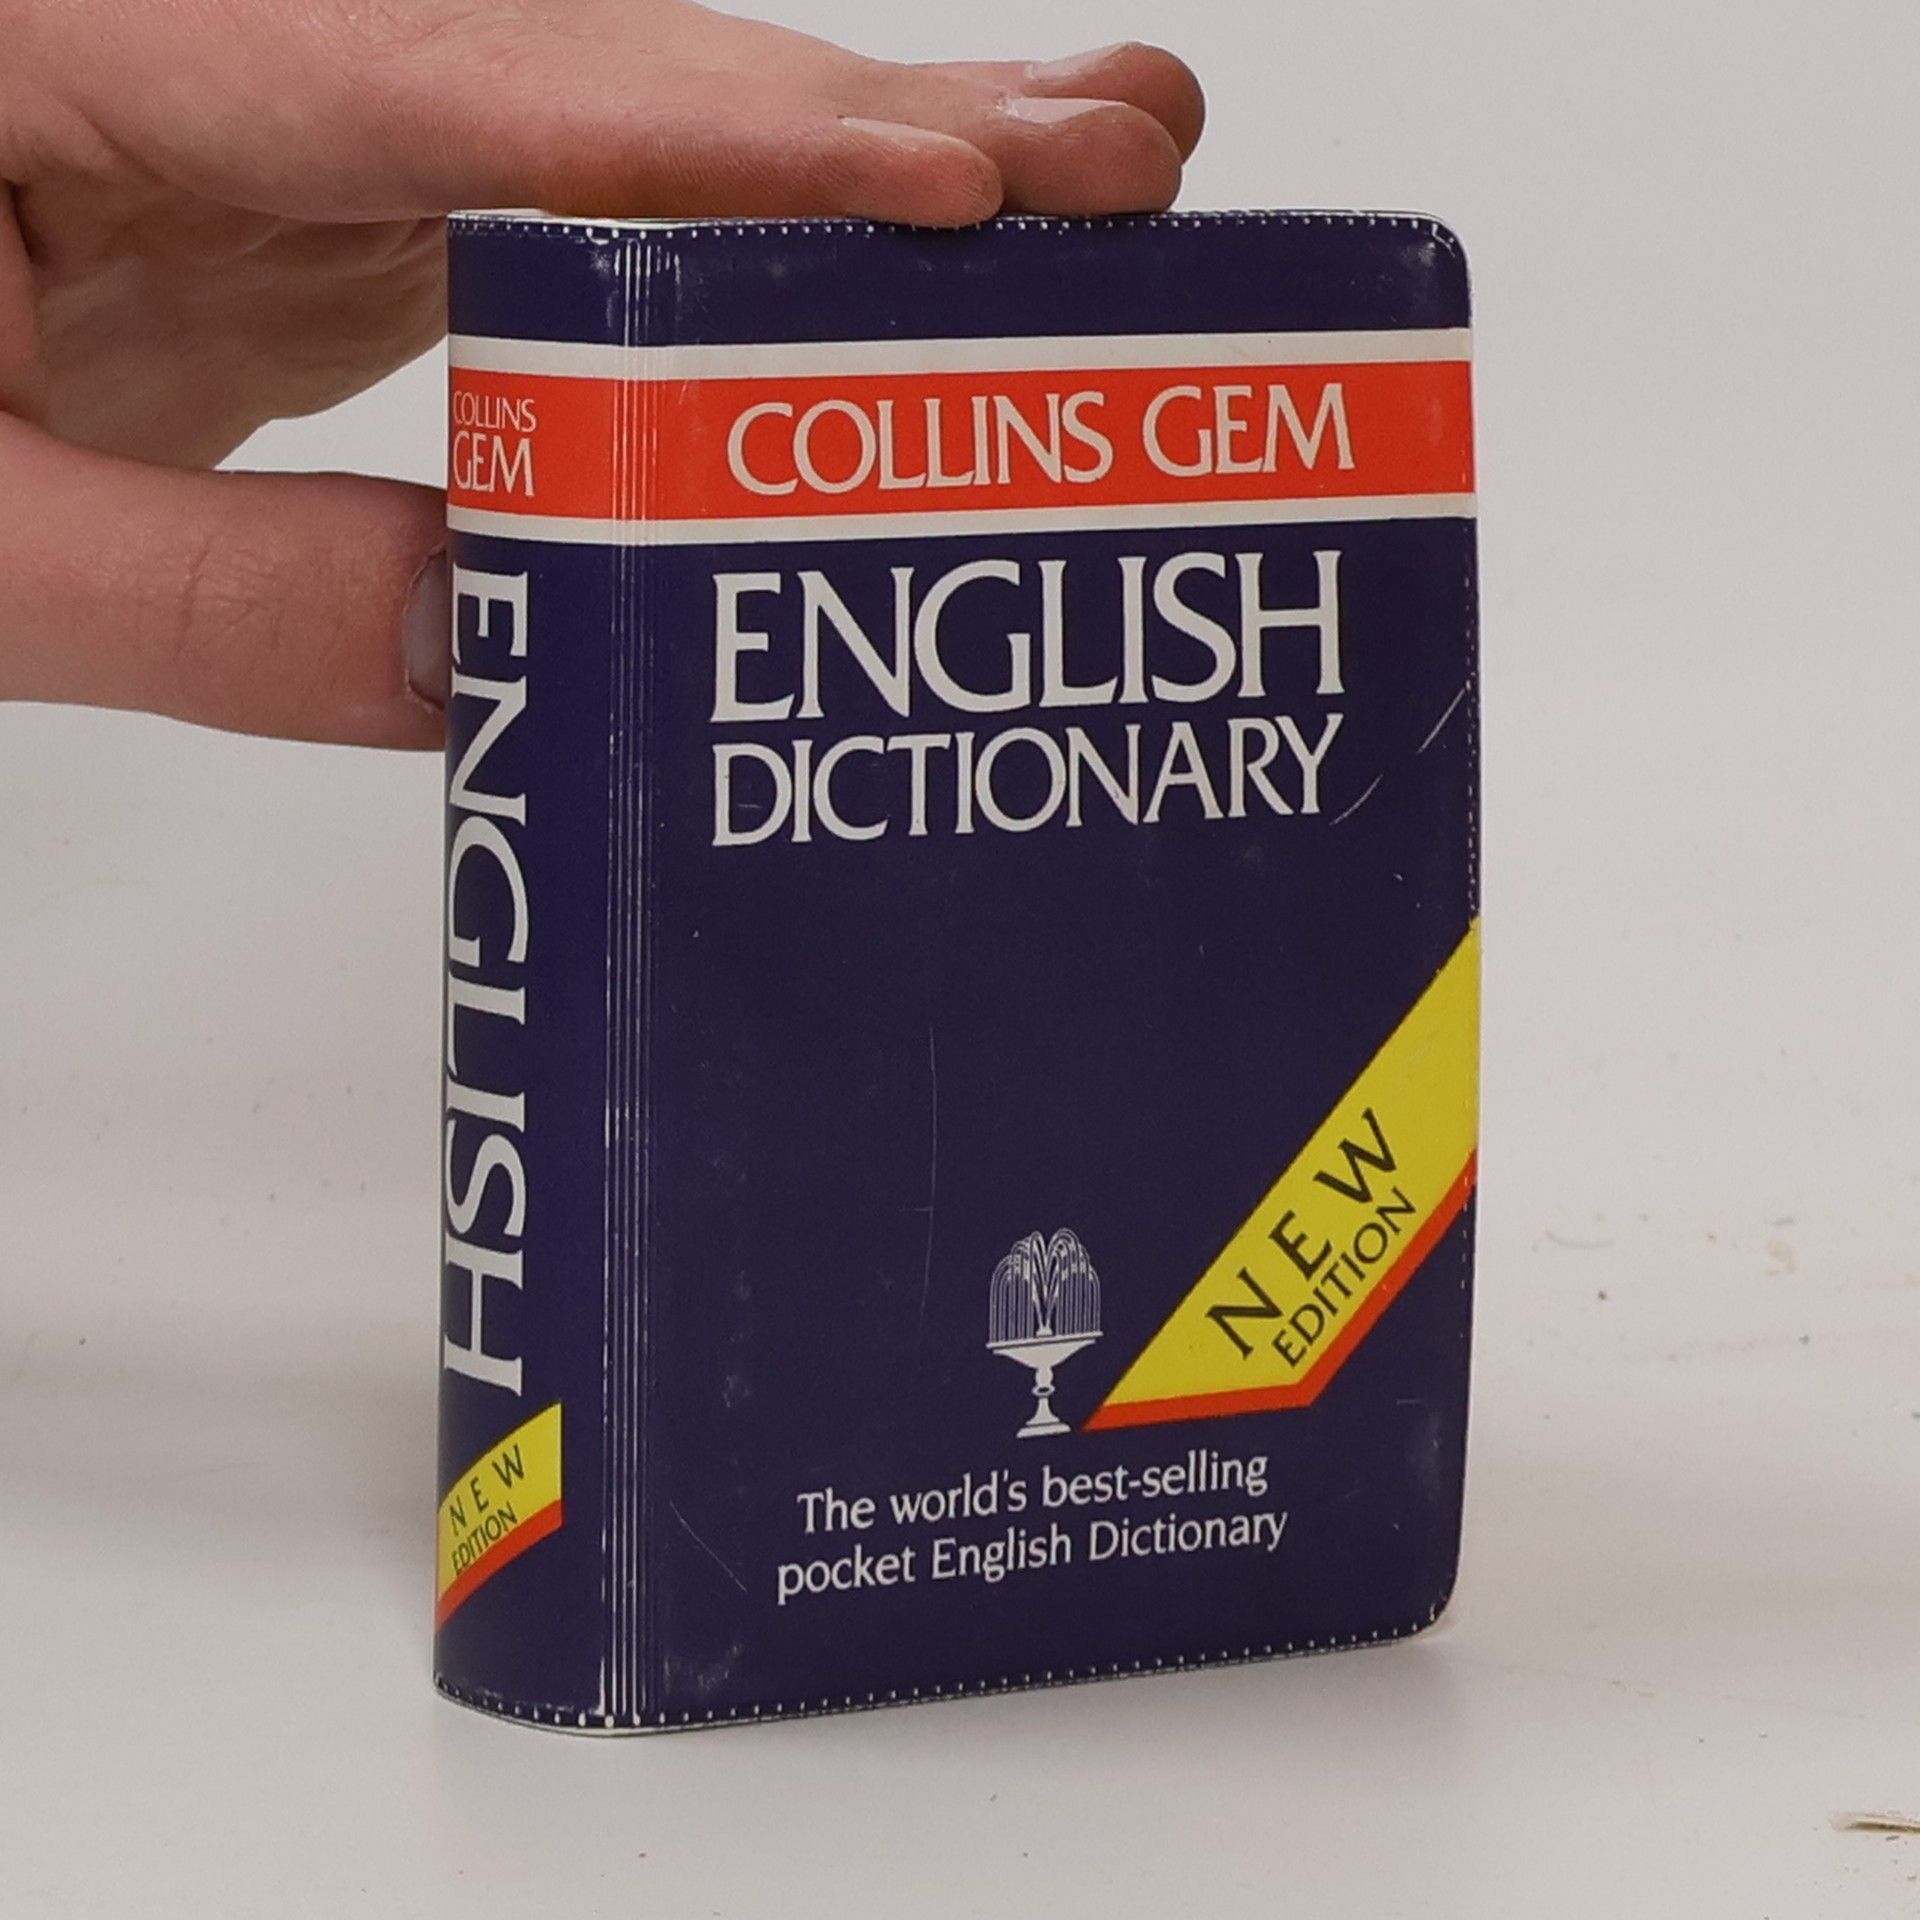 COLLINS
GEM
ENGLISH
NEW
EDITION
COLLINS GEM
ENGLISH
DICTIONARY
NEW
EDITION
The world's best-selling
pocket English Dictionary